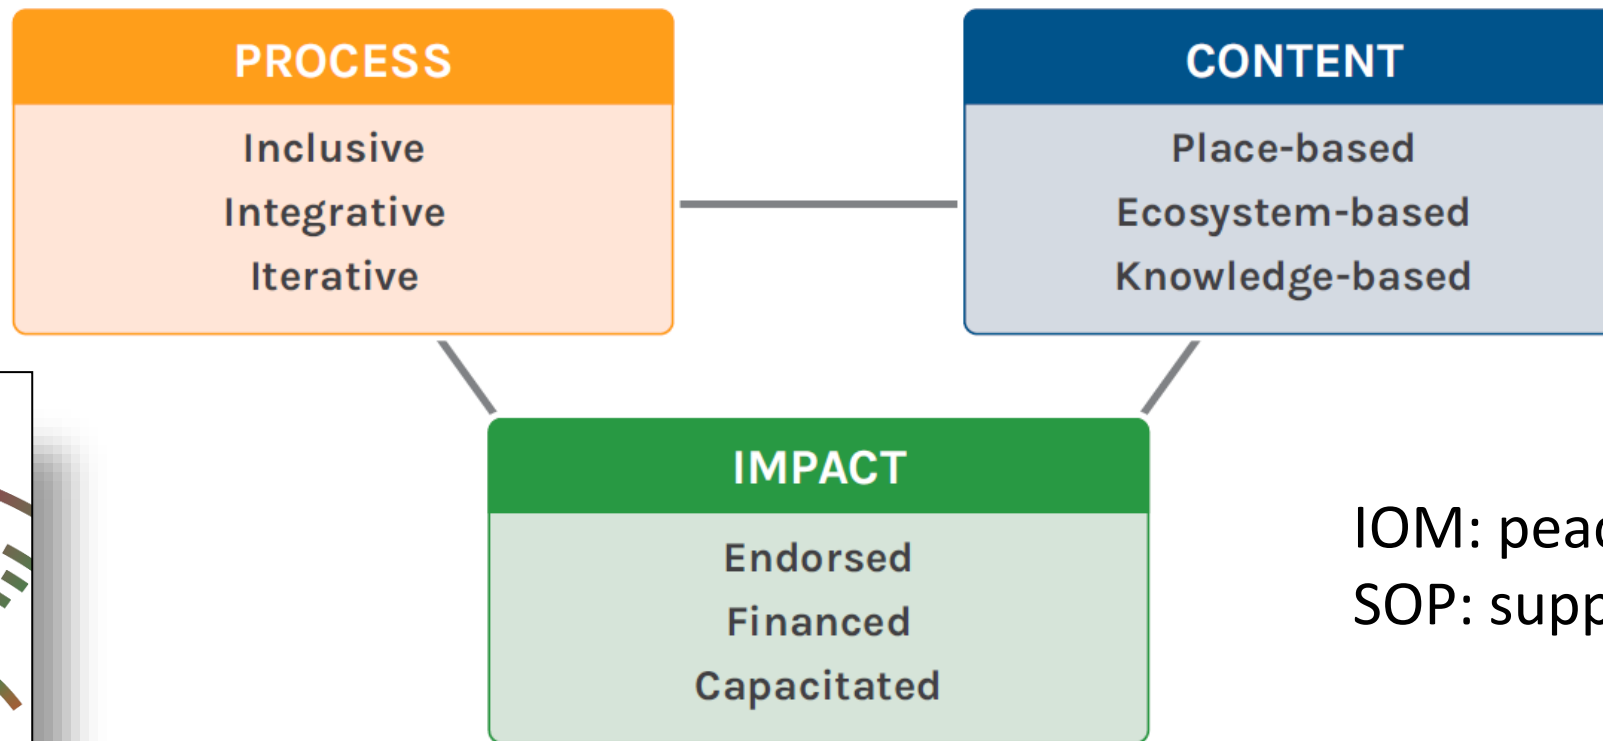 PROCESS
Inclusive
Integrative
Iterative
CONTENT
Place-based
Ecosystem-based
Knowledge-based
IMPACT
Endorsed
Financed
Capacitated
IOM:
SOP: